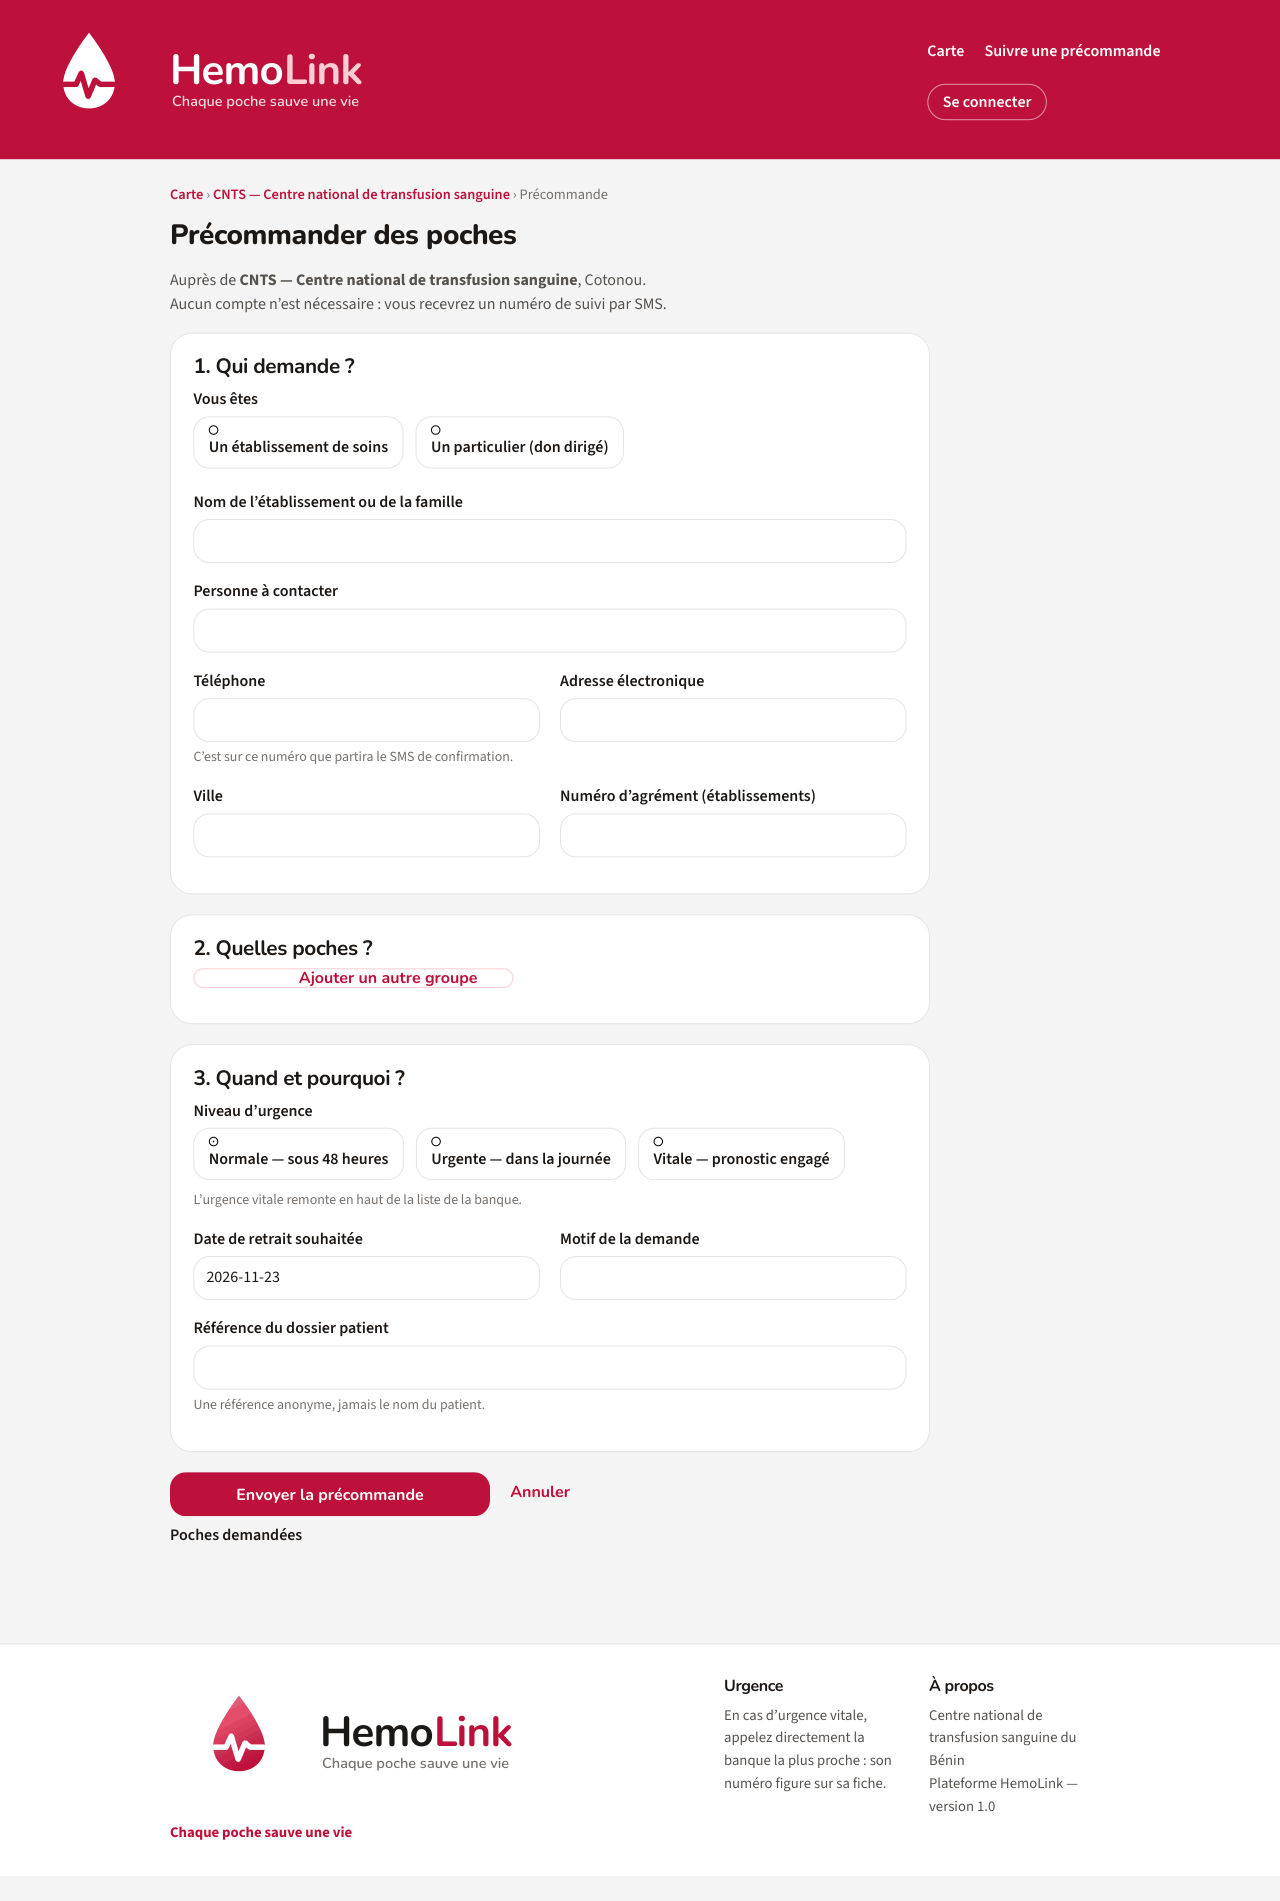 HemoLink
Chaque poche sauve une vie
Carte
Suivre une précommande
Se connecter
Carte › CNTS — Centre national de transfusion sanguine › Précommande
Précommander des poches
Auprès de CNTS — Centre national de transfusion sanguine, Cotonou.
Aucun compte n’est nécessaire : vous recevrez un numéro de suivi par SMS.
1. Qui demande ?
Vous êtes
Un établissement de soins
Un particulier (don dirigé)
Nom de l’établissement ou de la famille
Personne à contacter
Téléphone
Adresse électronique
C’est sur ce numéro que partira le SMS de confirmation.
Ville
Numéro d’agrément (établissements)
2. Quelles poches ?
Ajouter un autre groupe
3. Quand et pourquoi ?
Niveau d’urgence
Normale — sous 48 heures
Urgente — dans la journée
Vitale — pronostic engagé
L’urgence vitale remonte en haut de la liste de la banque.
Date de retrait souhaitée
Motif de la demande
2026-11-23
Référence du dossier patient
Une référence anonyme, jamais le nom du patient.
Envoyer la précommande
Annuler
Poches demandées
HemoLink
Chaque poche sauve une vie
Chaque poche sauve une vie
Urgence
En cas d’urgence vitale,
appelez directement la
banque la plus proche : son
numéro figure sur sa fiche.
À propos
Centre national de
transfusion sanguine du
Bénin
Plateforme HemoLink —
version 1.0